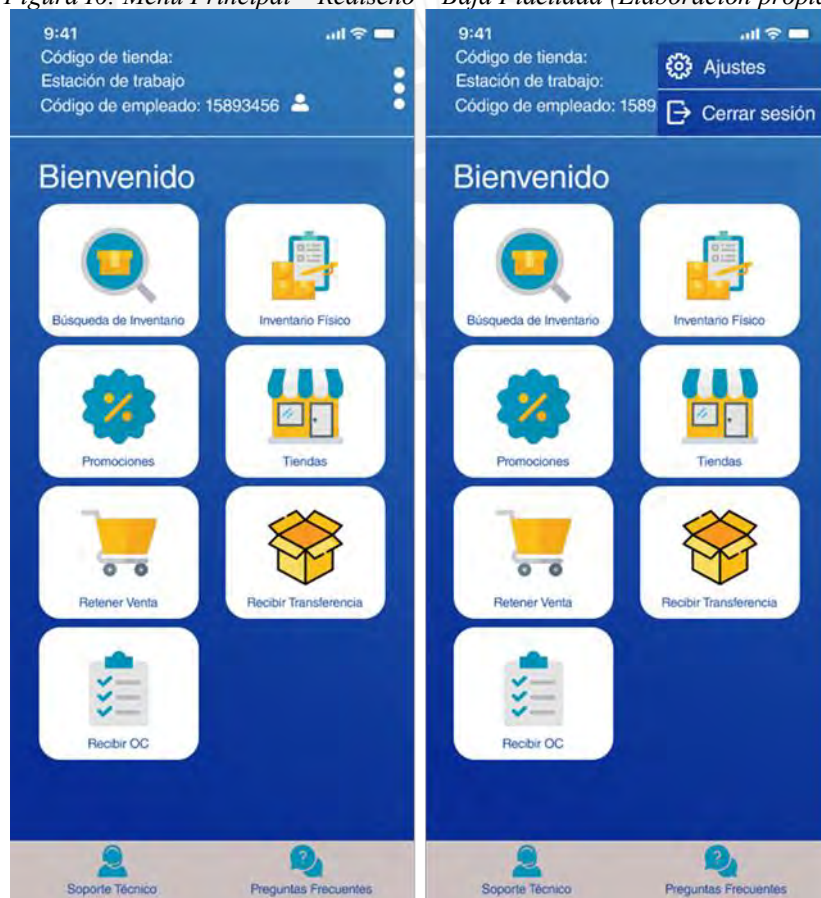 Menú Principal – Rediseño – Baja Fidelidad (Elaboración propia
9:41
Código de tienda:
Estación de trabajo
Código de empleado: 15893456
Bienvenido
Búsqueda de Inventario
Inventario Físico
Promociones
Tiendas
Retener Venta
Recibir Transferencia
Recibir OC
Soporte Técnico
Preguntas Frecuentes
9:41
Código de tienda:
Estación de trabajo:
Código de empleado: 1589
Ajustes
Cerrar sesión
Bienvenido
Búsqueda de Inventario
Inventario Físico
Promociones
Tiendas
Retener Venta
Recibir Transferencia
Recibir OC
Soporte Técnico
Preguntas Frecuentes